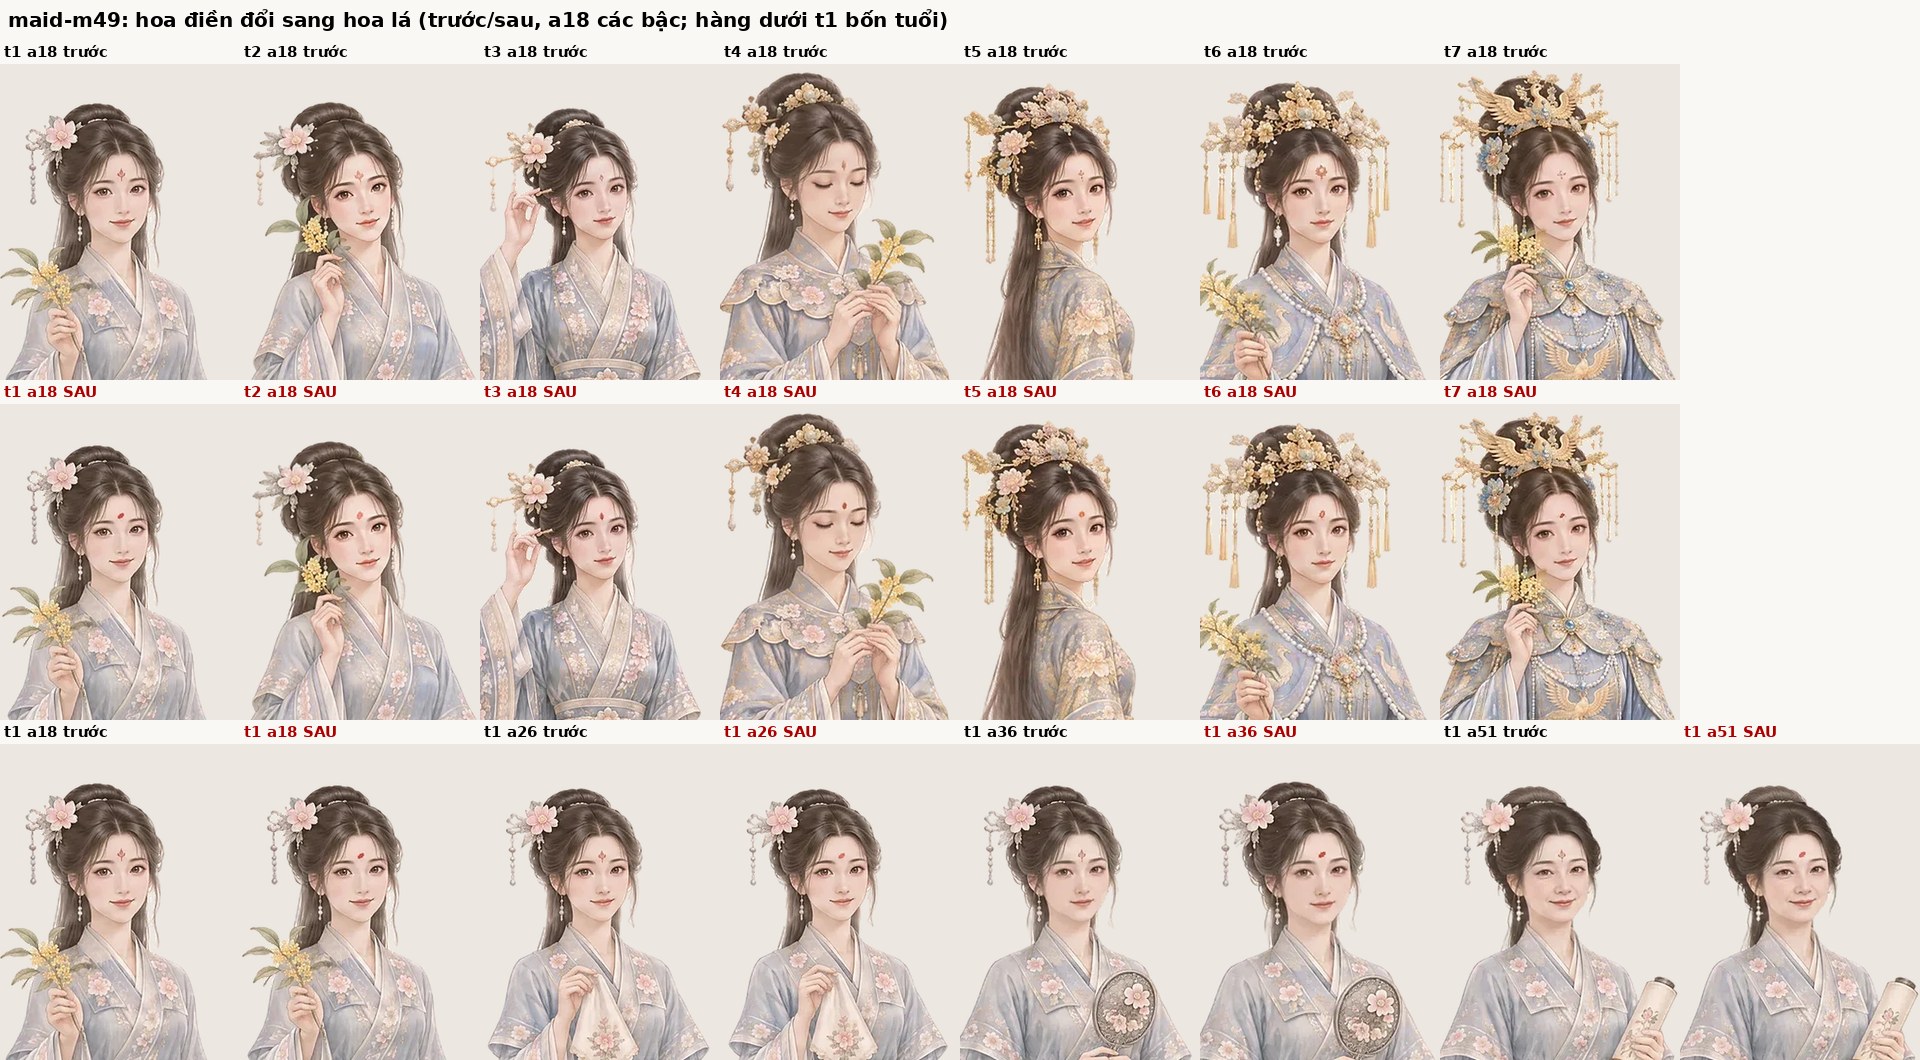 maid-m49: hoa điền đổi sang hoa lá (trước/sau, a18 các bậc; hàng dưới t1 bốn tuổi)
t1 a18 trước t2 a18 trước t3 a18 trước t4 a18 trước t5 a18 trước t6 a18 trước t7 a18 trước
t1 a18 SAU t2 a18 SAU t3 a18 SAU t4 a18 SAU t5 a18 SAU t6 a18 SAU t7 a18 SAU
t1 a18 trước t1 a18 SAU t1 a26 trước t1 a26 SAU t1 a36 trước t1 a36 SAU t1 a51 trước t1 a51 SAU